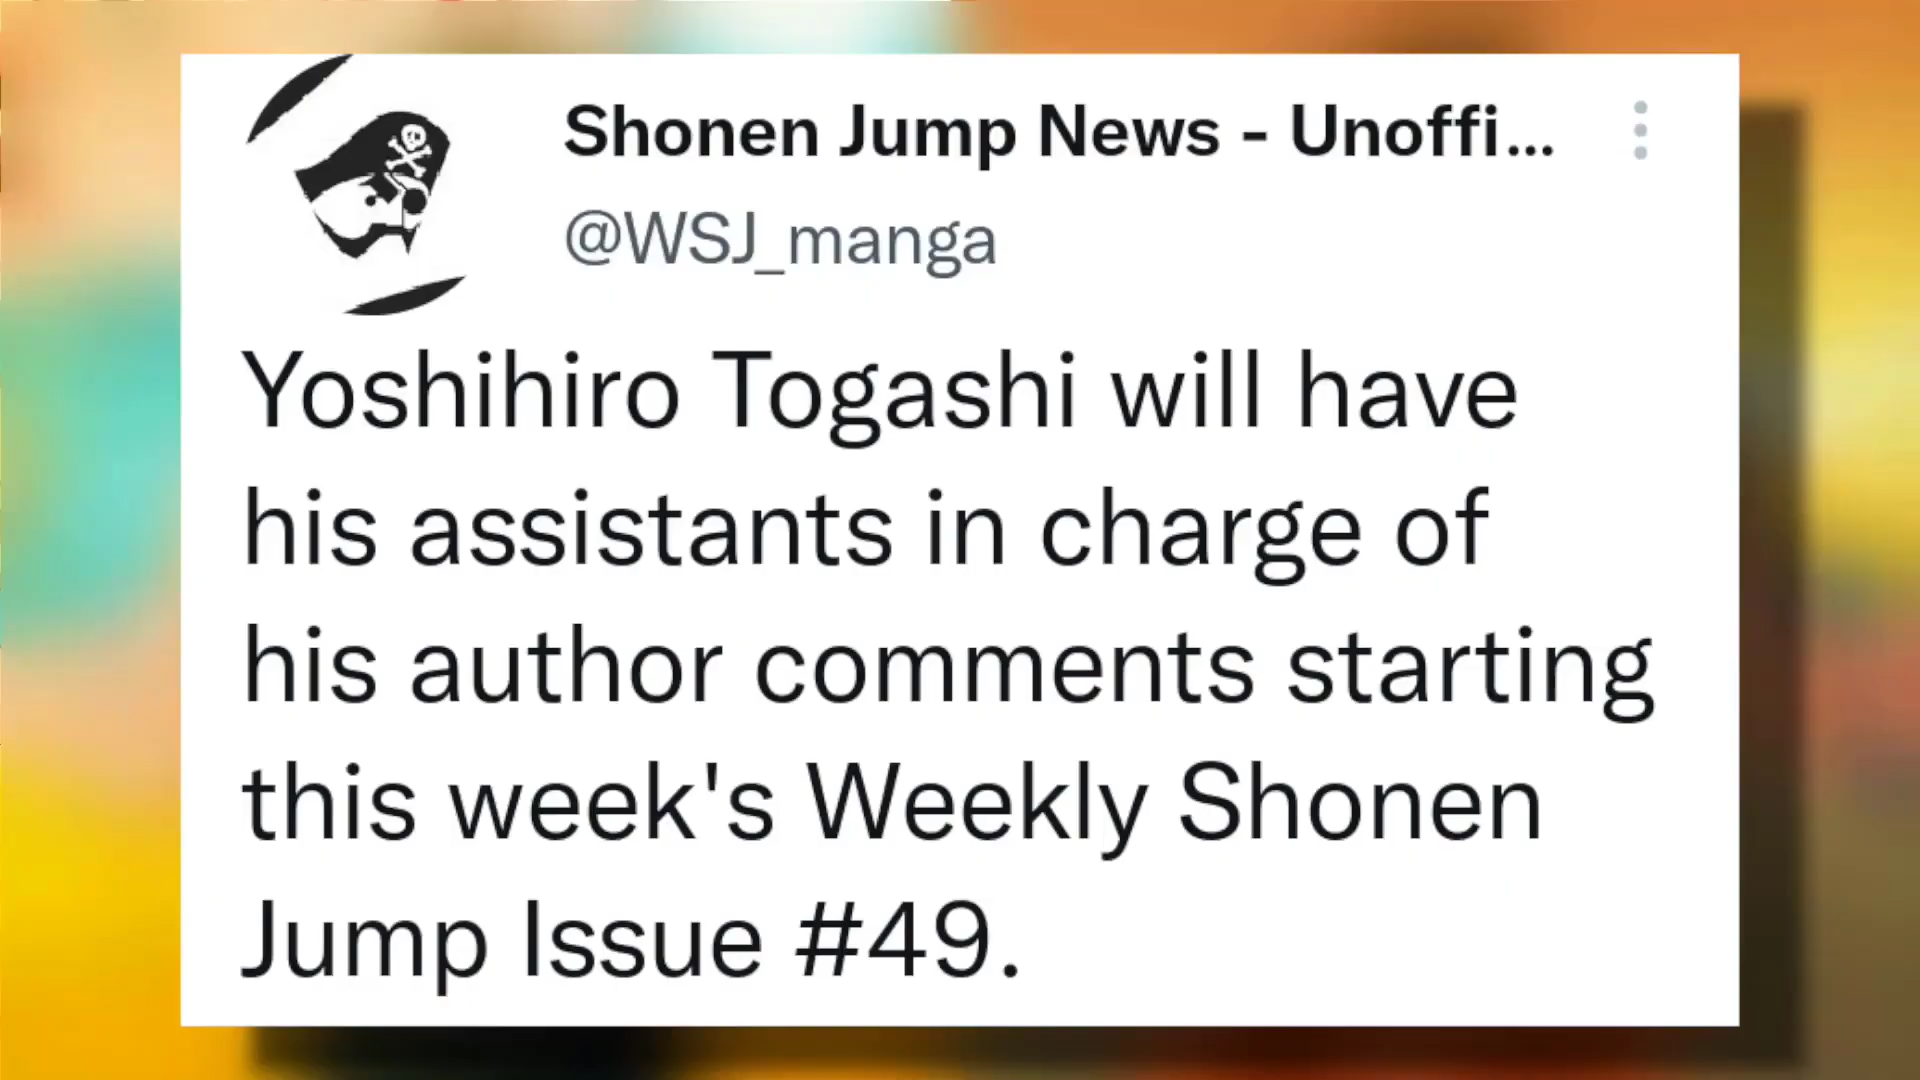 Shonen Jump News - Unoffi...
@WSJ_manga
Yoshihiro Togashi will have
his assistants in charge of
his author comments starting
this week's Weekly Shonen
Jump Issue #49.